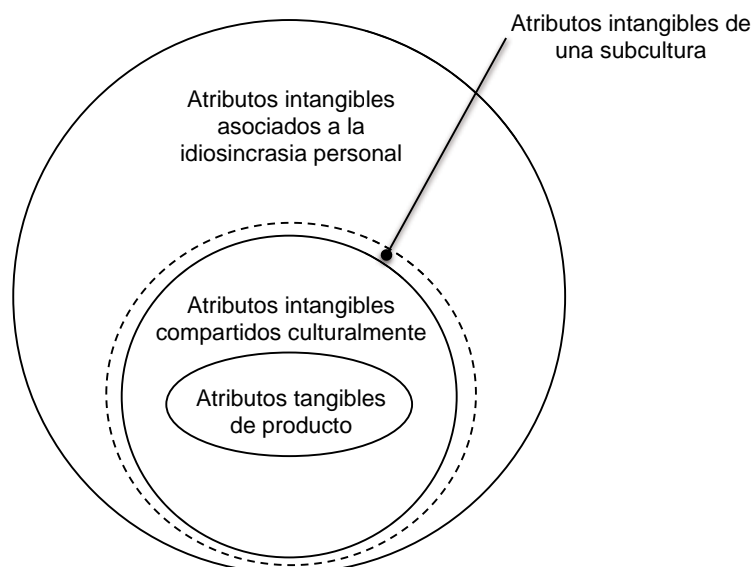 Atributos intangibles de
una subcultura
Atributos intangibles
asociados a la
idiosincrasia personal
Atributos intangibles
compartidos culturalmente
Atributos tangibles
de producto